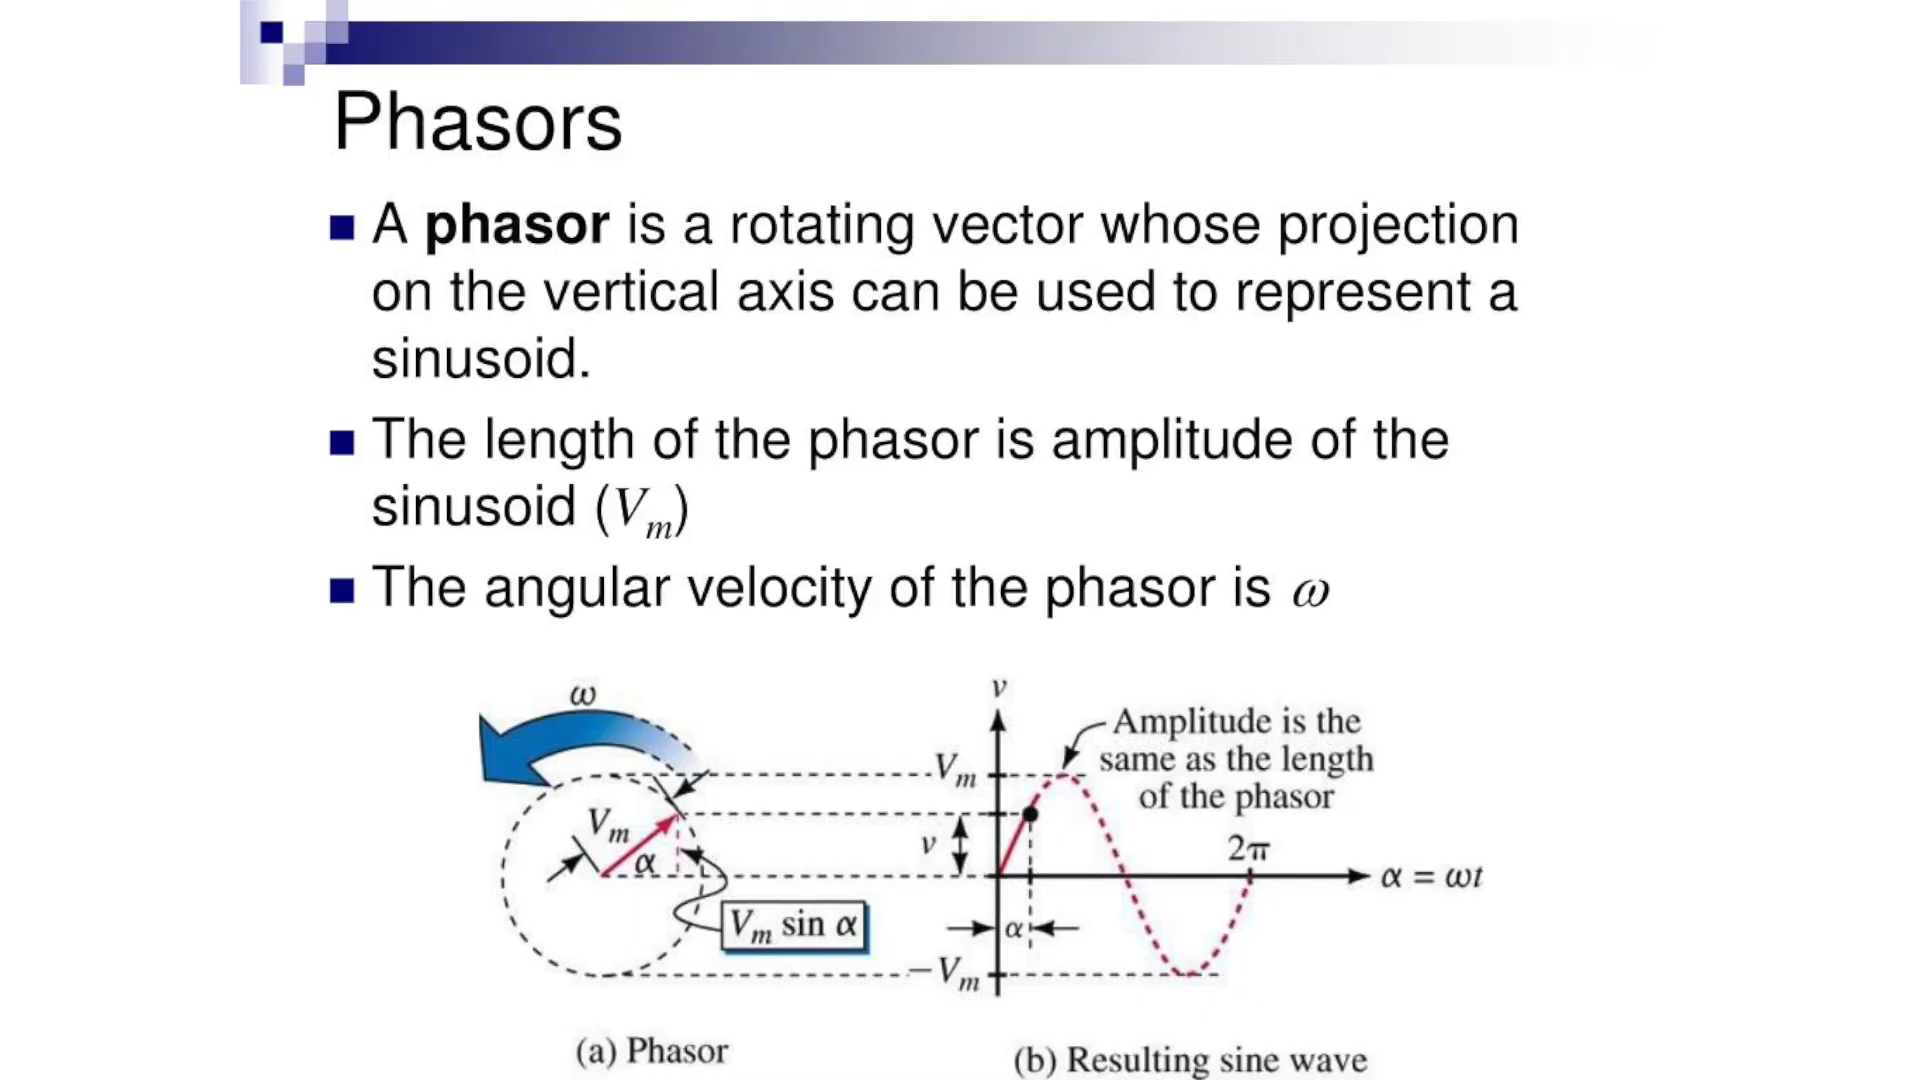 Phasors
A phasor is a rotating vector whose projection
on the vertical axis can be used to represent a
sinusoid.
The length of the phasor is amplitude of the
sinusoid (Vm)
The angular velocity of the phasor is ω
ω
Vm
α
Vm sin α
(a) Phasor
v
Amplitude is the
same as the length
of the phasor
Vm
v
2π
α = ωt
α
−Vm
(b) Resulting sine wave